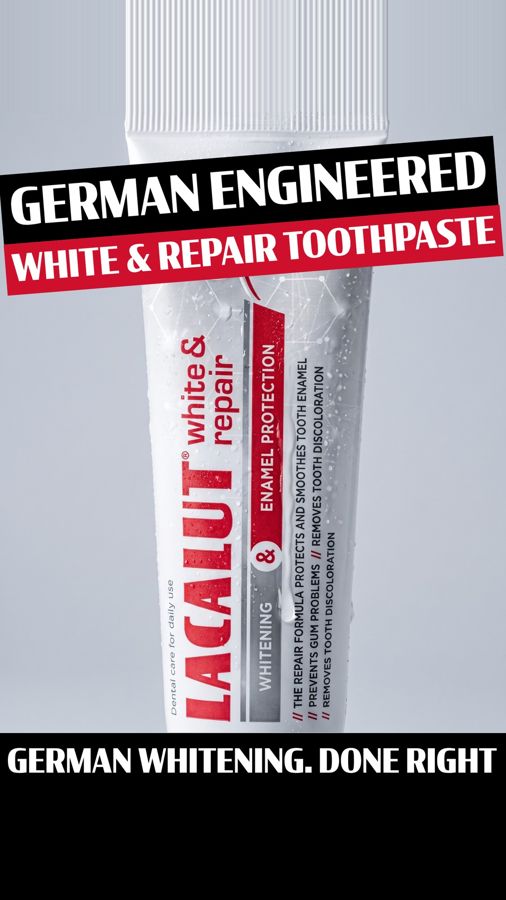 GERMAN ENGINEERED
WHITE & REPAIR TOOTHPASTE
Dental care for daily use
LACALUT® white &
repair
WHITENING & ENAMEL PROTECTION
// THE REPAIR FORMULA PROTECTS AND SMOOTHES TOOTH ENAMEL
// PREVENTS GUM PROBLEMS // REMOVES TOOTH DISCOLORATION
// REMOVES TOOTH DISCOLORATION
GERMAN WHITENING. DONE RIGHT